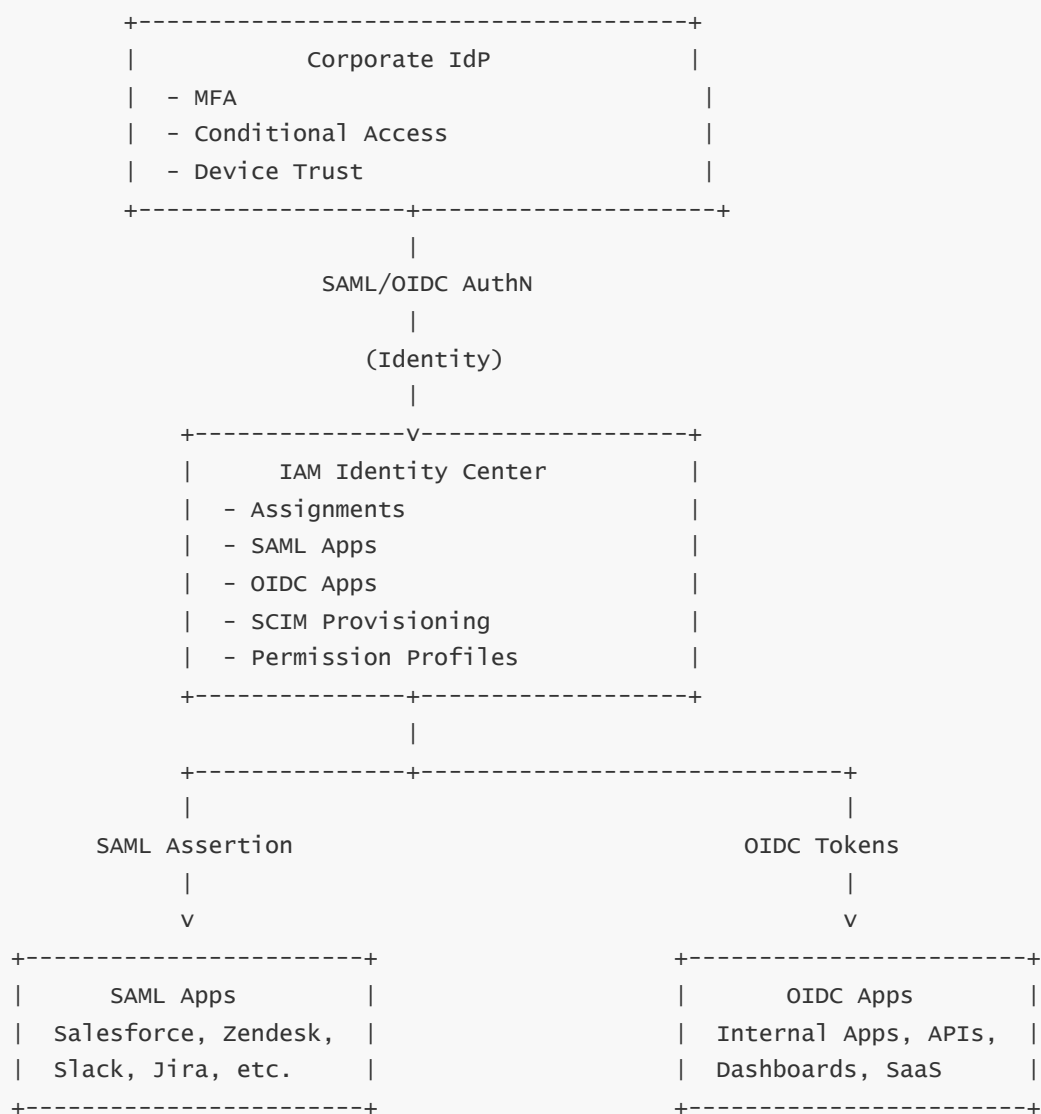 +---------------------------------------+
| Corporate IdP |
| - MFA |
| - Conditional Access |
| - Device Trust |
+-------------------+---------------------+
|
SAML/OIDC AuthN
|
(Identity)
|
+---------------v-------------------+
| IAM Identity Center |
| - Assignments |
| - SAML Apps |
| - OIDC Apps |
| - SCIM Provisioning |
| - Permission Profiles |
+---------------+-------------------+
|
+---------------+------------------------------+
| |
SAML Assertion OIDC Tokens
| |
v v
+------------------------+ +------------------------+
| SAML Apps | | OIDC Apps |
| Salesforce, Zendesk, | | Internal Apps, APIs, |
| Slack, Jira, etc. | | Dashboards, SaaS |
+------------------------+ +------------------------+